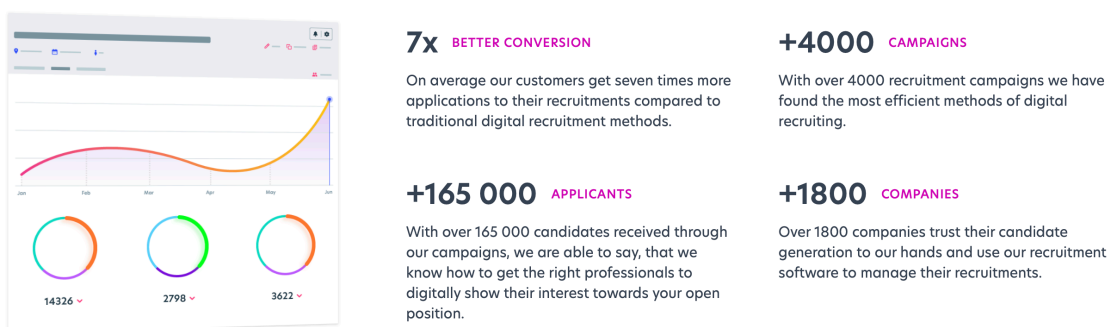 Jan Feb Mar Apr May Jun
14326 2798 3622
7x BETTER CONVERSION
On average our customers get seven times more
applications to their recruitments compared to
traditional digital recruitment methods.
+4000 CAMPAIGNS
With over 4000 recruitment campaigns we have
found the most efficient methods of digital
recruiting.
+165 000 APPLICANTS
With over 165 000 candidates received through
our campaigns, we are able to say, that we
know how to get the right professionals to
digitally show their interest towards your open
position.
+1800 COMPANIES
Over 1800 companies trust their candidate
generation to our hands and use our recruitment
software to manage their recruitments.